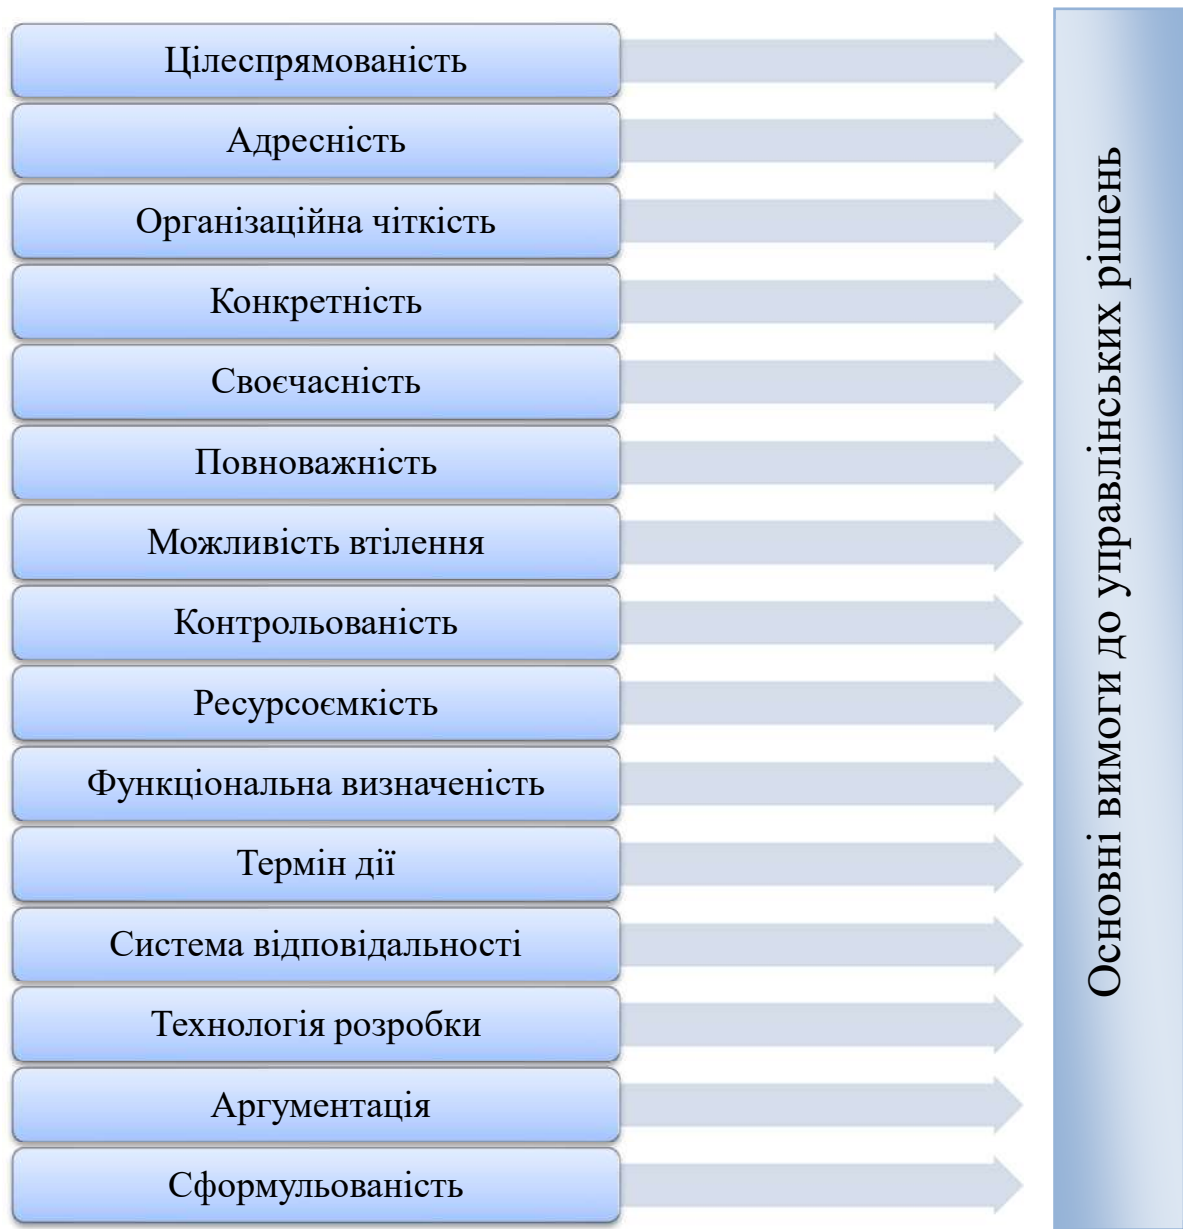 Цілеспрямованість
Адресність
Організаційна чіткість
Конкретність
Своєчасність
Повноважність
Можливість втілення
Контрольованість
Ресурсоємкість
Функціональна визначеність
Термін дії
Система відповідальності
Технологія розробки
Аргументація
Сформульованість
Основні вимоги до управлінських рішень